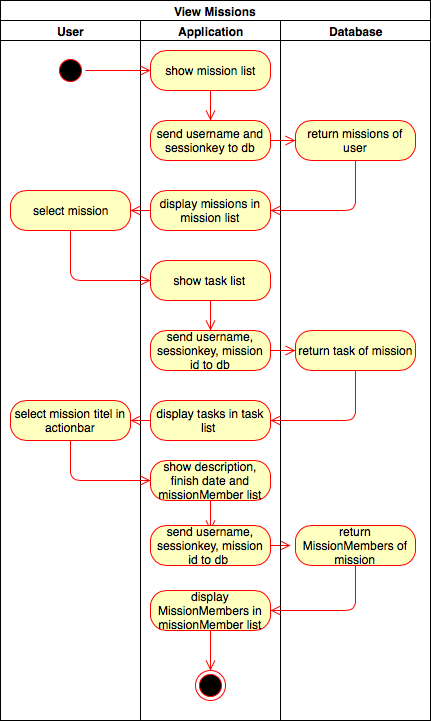 View Missions
User
Application
Database
show mission list
send username and
sessionkey to db
return missions of
user
display missions in
mission list
select mission
show task list
send username,
sessionkey, mission
id to db
return task of mission
display tasks in task
list
select mission titel in
actionbar
show description,
finish date and
missionMember list
send username,
sessionkey, mission
id to db
return
MissionMembers of
mission
display
MissionMembers in
missionMember list